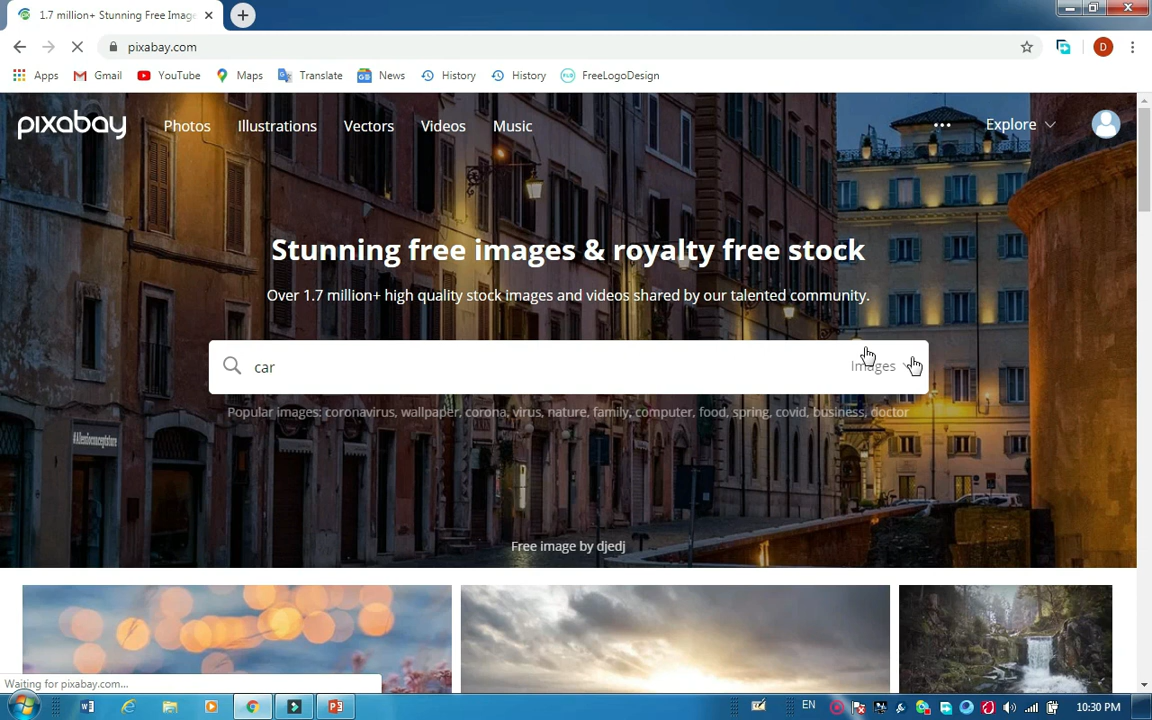 1.7 million+ Stunning Free Imag
pixabay.com
Apps Gmail YouTube Maps Translate News History History FreeLogoDesign
pixabay Photos Illustrations Vectors Videos Music ••• Explore
Stunning free images & royalty free stock
Over 1.7 million+ high quality stock images and videos shared by our talented community.
car Images
Popular images: coronavirus, wallpaper, corona, virus, nature, family, computer, food, spring, covid, business, doctor
Free image by djedj
Waiting for pixabay.com...
EN 10:30 PM